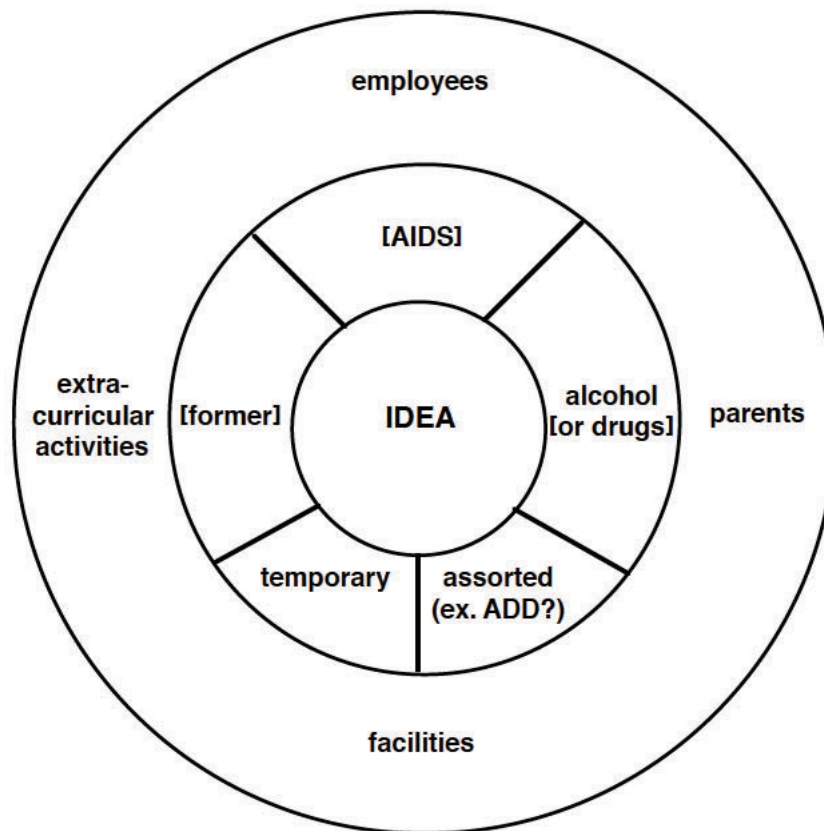 employees
[AIDS]
extra-
curricular
activities
[former]
IDEA
alcohol
[or drugs]
parents
temporary
assorted
(ex. ADD?)
facilities